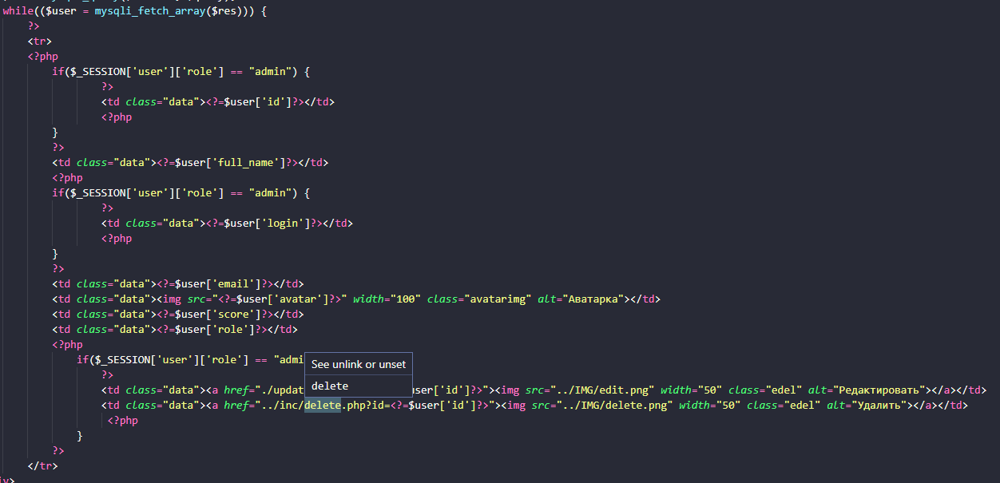 while(($user = mysqli_fetch_array($res))) {
?>
<tr>
<?php
if($_SESSION['user']['role'] == "admin") {
?>
<td class="data"><?=$user['id']?></td>
<?php
}
?>
<td class="data"><?=$user['full_name']?></td>
<?php
if($_SESSION['user']['role'] == "admin") {
?>
<td class="data"><?=$user['login']?></td>
<?php
}
?>
<td class="data"><?=$user['email']?></td>
<td class="data"><img src="<?=$user['avatar']?>" width="100" class="avatarimg" alt="Аватарка"></td>
<td class="data"><?=$user['score']?></td>
<td class="data"><?=$user['role']?></td>
<?php
if($_SESSION['user']['role'] == "admi
See unlink or unset
?>
delete
<td class="data"><a href="./updat user['id']?>"><img src="../IMG/edit.png" width="50" class="edel" alt="Редактировать"></a></td>
<td class="data"><a href="../inc/delete.php?id=<?=$user['id']?>"><img src="../IMG/delete.png" width="50" class="edel" alt="Удалить"></a></td>
<?php
}
?>
</tr>